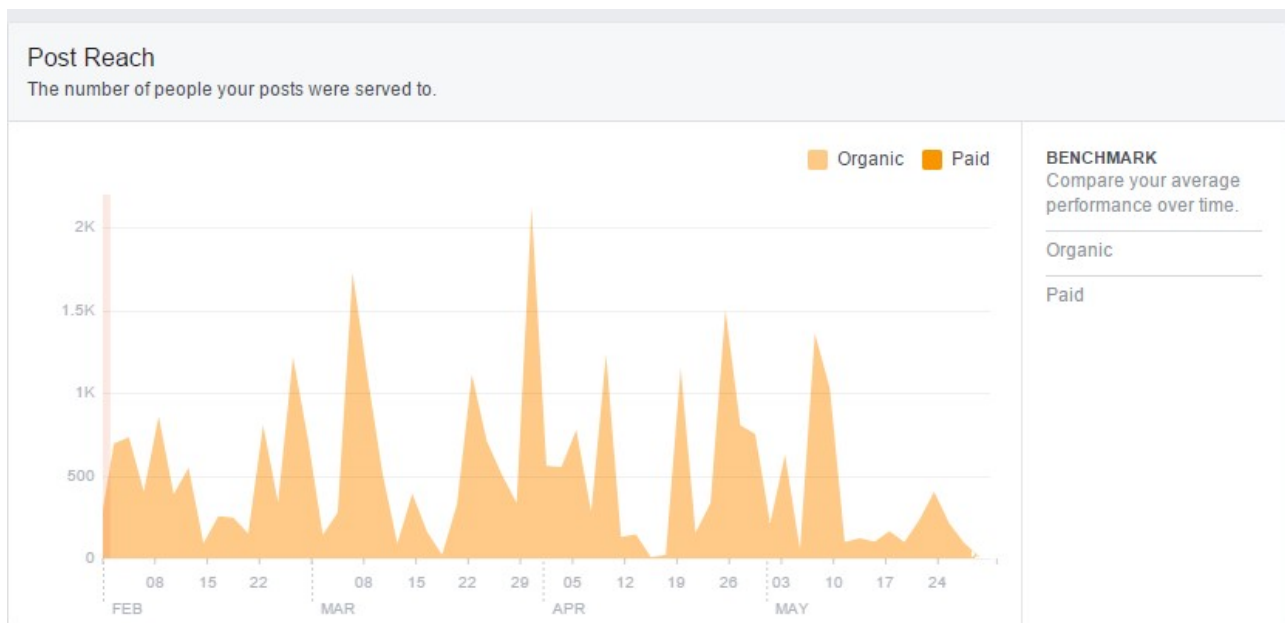 Post Reach
The number of people your posts were served to.
Organic Paid
BENCHMARK
Compare your average
performance over time.
Organic
Paid
2K
1.5K
1K
500
0
08 15 22 08 15 22 29 05 12 19 26 03 10 17 24
FEB MAR APR MAY